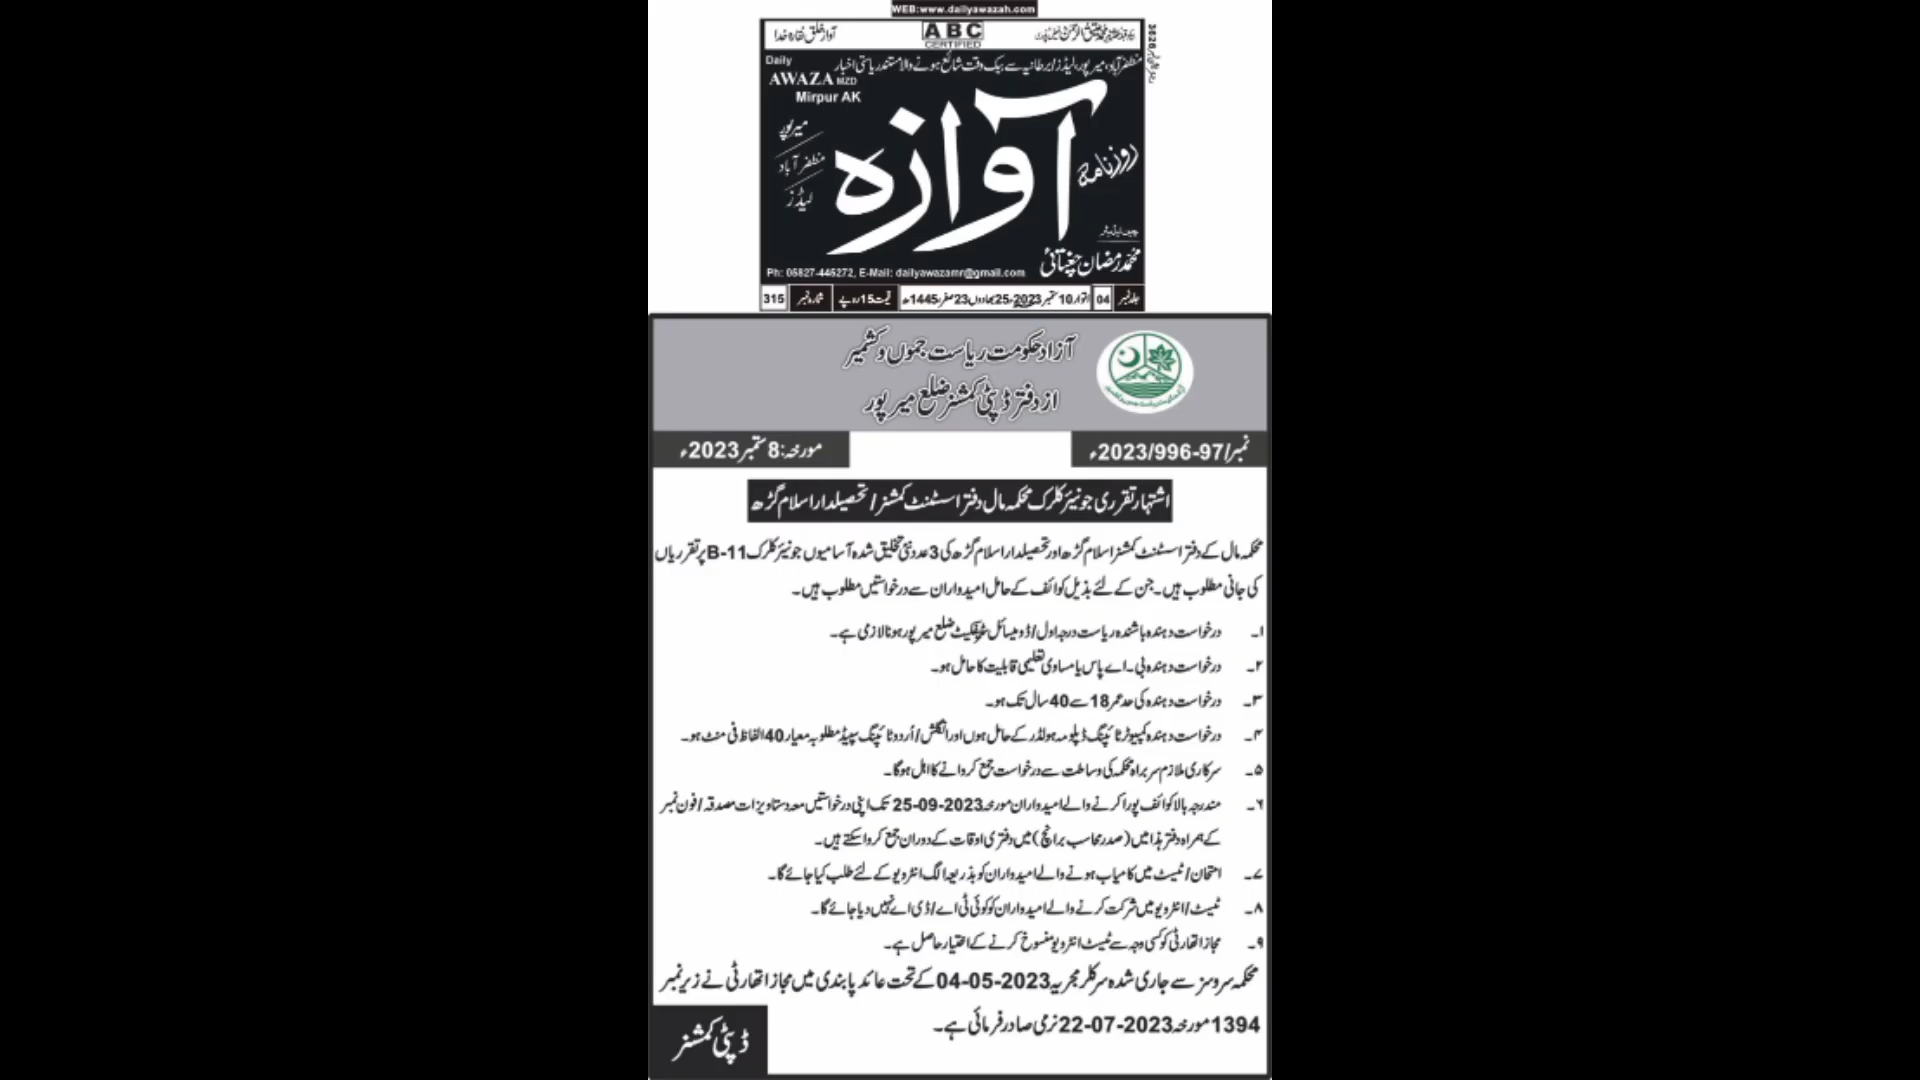 WEB:www.dailyawazah.com
آواز خلق نقارہ خدا
ABC
CERTIFIED
مظفرآباد، میرپور، لیڈز/برطانیہ سے بیک وقت شائع ہونے والا مستند ریاستی اخبار
Daily
AWAZA MZD
Mirpur AK
روزنامہ
آوازہ
میرپور
مظفرآباد
لیڈز
محمد رمضان چغتائی
Ph: 05827-445272, E-Mail: dailyawazamr@gmail.com
جلد نمبر 04 اتوار 10 ستمبر 2023ء 25 بھادوں 23 صفر 1445ھ قیمت 15 روپے شمارہ نمبر 315
آزاد حکومت ریاست جموں و کشمیر
از دفتر ڈپٹی کمشنر ضلع میر پور
نمبر/97-996/2023ء
مورخہ: 8 ستمبر 2023ء
اشتہار تقرری جونیئر کلرک محکمہ مال دفتر اسسٹنٹ کمشنر/تحصیلدار اسلام گڑھ
محکمہ مال کے دفتر اسسٹنٹ کمشنر اسلام گڑھ اور تحصیلدار اسلام گڑھ کی 3 عدد نئی تخلیق شدہ آسامیوں جونیئر کلرک B-11 پر تقرریاں
کی جانی مطلوب ہیں۔ جن کے لئے بذیل کوائف کے حامل امیدواران سے درخواستیں مطلوب ہیں۔
۱۔ درخواست دہندہ باشندہ ریاست درجہ اول/ڈومیسائل سرٹیفکیٹ ضلع میر پور ہونا لازمی ہے۔
۲۔ درخواست دہندہ بی۔اے پاس یا مساوی تعلیمی قابلیت کا حامل ہو۔
۳۔ درخواست دہندہ کی حد عمر 18 سے 40 سال تک ہو۔
۴۔ درخواست دہندہ کمپیوٹر ٹائپنگ ڈپلومہ ہولڈر کے حامل ہوں اور انگلش/اُردو ٹائپنگ سپیڈ مطلوبہ معیار 40 الفاظ فی منٹ ہو۔
۵۔ سرکاری ملازم سربراہ محکمہ کی وساطت سے درخواست جمع کروانے کا اہل ہوگا۔
۶۔ مندرجہ بالا کوائف پورا کرنے والے امیدواران مورخہ 25-09-2023 تک اپنی درخواستیں معہ دستاویزات مصدقہ/فون نمبر
کے ہمراہ دفتر ہذا میں (صدر محاسب برانچ) میں دفتری اوقات کے دوران جمع کروا سکتے ہیں۔
۷۔ امتحان/ٹیسٹ میں کامیاب ہونے والے امیدواران کو بذریعہ الگ انٹرویو کے لئے طلب کیا جائے گا۔
۸۔ ٹیسٹ/انٹرویو میں شرکت کرنے والے امیدواران کو کوئی ٹی اے/ڈی اے نہیں دیا جائے گا۔
۹۔ مجاز اتھارٹی کو کسی وجہ سے ٹیسٹ انٹرویو منسوخ کرنے کے اختیار حاصل ہے۔
محکمہ سروسز سے جاری شدہ سرکلر مجریہ 04-05-2023 کے تحت عائد پابندی میں مجاز اتھارٹی نے زیر نمبر
1394 مورخہ 22-07-2023 نرمی صادر فرمائی ہے۔
ڈپٹی کمشنر